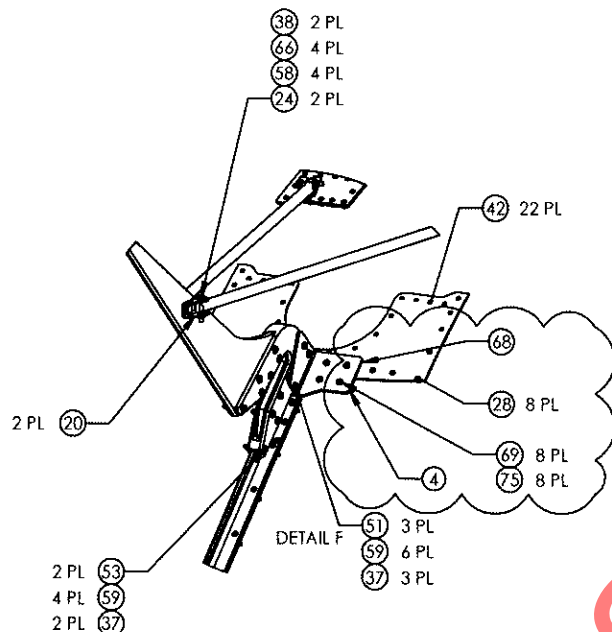 38 2 PL
66 4 PL
58 4 PL
24 2 PL
42 22 PL
68
28 8 PL
2 PL 20
69 8 PL
4
75 8 PL
51 3 PL
DETAIL F
59 6 PL
37 3 PL
2 PL 53
4 PL 59
2 PL 37